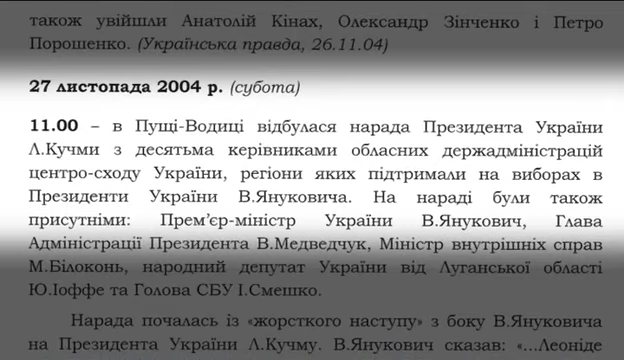 також увійшли Анатолій Кінах, Олександр Зінченко і Петро
Порошенко. (Українська правда, 26.11.04)
27 листопада 2004 р. (субота)
11.00 – в Пущі-Водиці відбулася нарада Президента України
Л.Кучми з десятьма керівниками обласних держадміністрацій
центро-сходу України, регіони яких підтримали на виборах в
Президенти України В.Януковича. На нараді були також
присутніми: Прем’єр-міністр України В.Янукович, Глава
Адміністрації Президента В.Медведчук, Міністр внутрішніх справ
М.Білоконь, народний депутат України від Луганської області
Ю.Іоффе та Голова СБУ І.Смешко.
Нарада почалась із «жорсткого наступу» з боку В.Януковича
на Президента України Л.Кучму. В.Янукович сказав: «...Леоніде